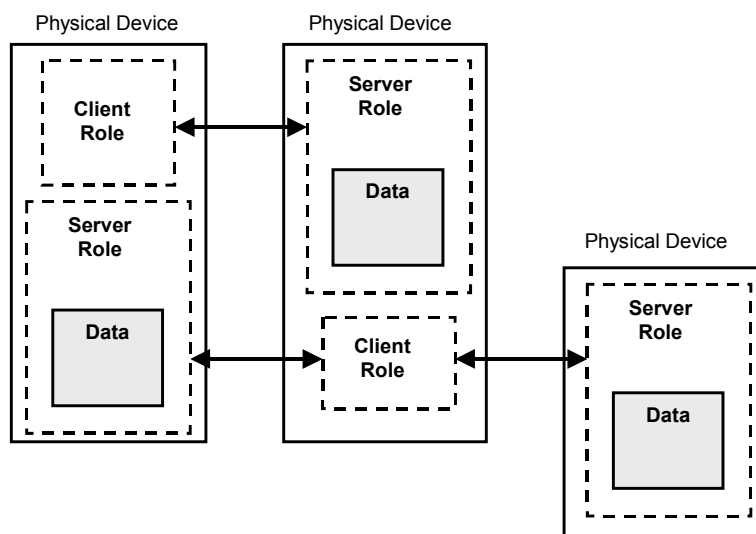 Physical Device
Client
Role
Server
Role
Data
Physical Device
Server
Role
Data
Client
Role
Physical Device
Server
Role
Data